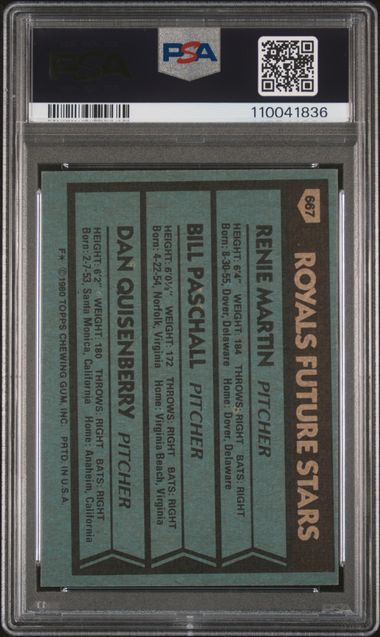 PSA
PSA
110041836
667
ROYALS FUTURE STARS
RENIE MARTIN PITCHER
HEIGHT: 6'4" WEIGHT: 184 THROWS: RIGHT BATS: RIGHT
Born: 8-30-55, Dover, Delaware Home: Dover, Delaware
BILL PASCHALL PITCHER
HEIGHT: 6'0½" WEIGHT: 172 THROWS: RIGHT BATS: RIGHT
Born: 4-22-54, Norfolk, Virginia Home: Virginia Beach, Virginia
DAN QUISENBERRY PITCHER
HEIGHT: 6'2" WEIGHT: 180 THROWS: RIGHT BATS: RIGHT
Born: 2-7-53, Santa Monica, California Home: Anaheim, California
F* © 1980 TOPPS CHEWING GUM, INC. PRTD. IN U.S.A.